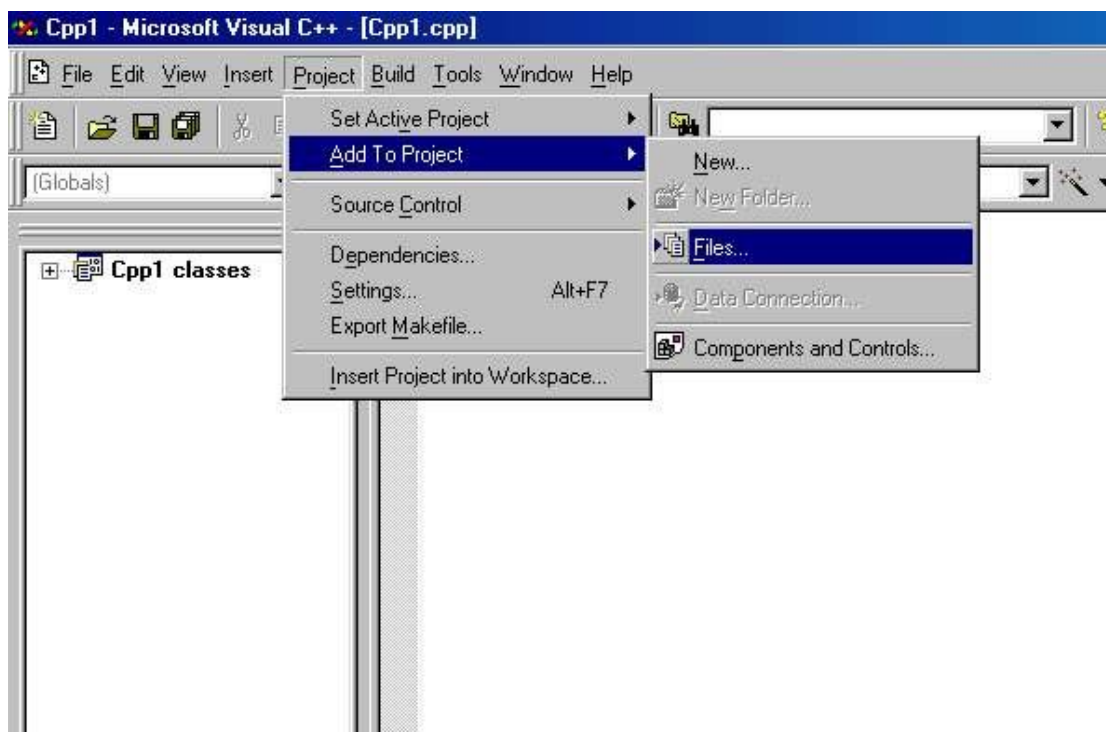 Cpp1 - Microsoft Visual C++ - [Cpp1.cpp]
File Edit View Insert Project Build Tools Window Help
Set Active Project
Add To Project
Source Control
Dependencies...
Settings... Alt+F7
Export Makefile...
Insert Project into Workspace...
New...
New Folder...
Files...
Data Connection...
Components and Controls...
(Globals)
Cpp1 classes